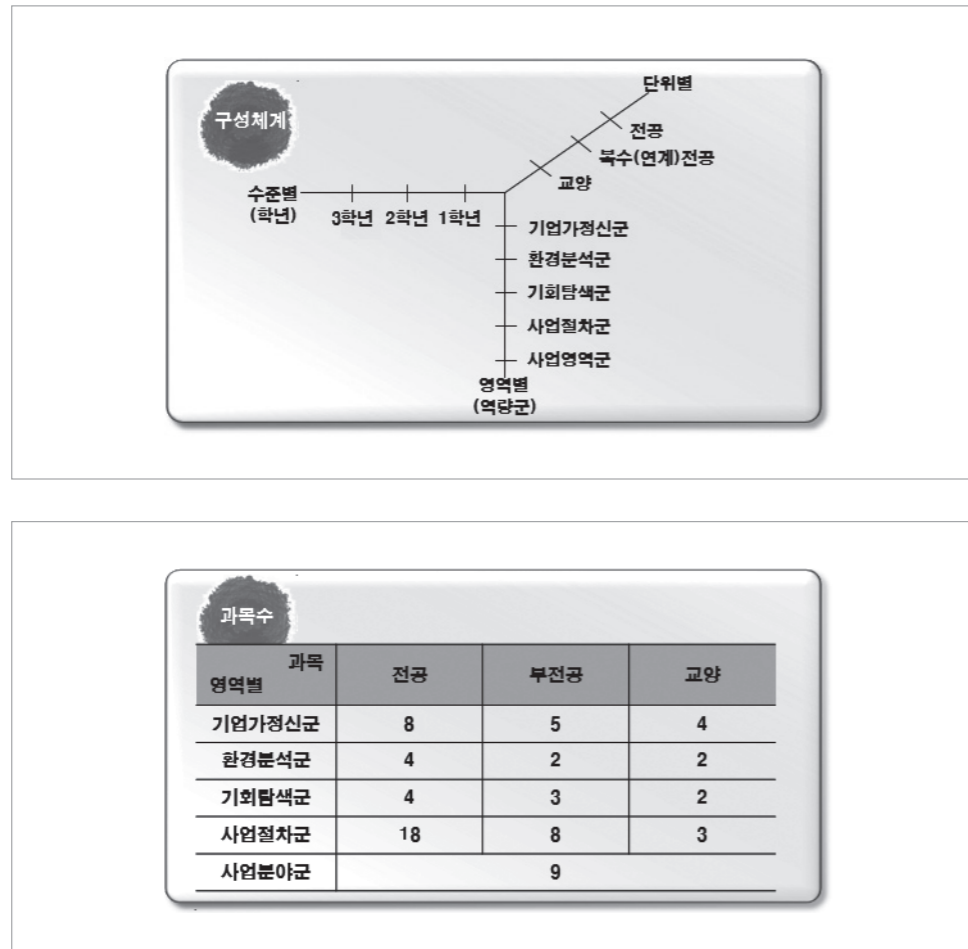 구성체계
단위별
전공
복수(연계)전공
교양
수준별
(학년)
3학년 2학년 1학년
기업가정신군
환경분석군
기회탐색군
사업절차군
사업영역군
영역별
(역량군)
과목수
과목
영역별
전공 부전공 교양
기업가정신군 8 5 4
환경분석군 4 2 2
기회탐색군 4 3 2
사업절차군 18 8 3
사업분야군 9